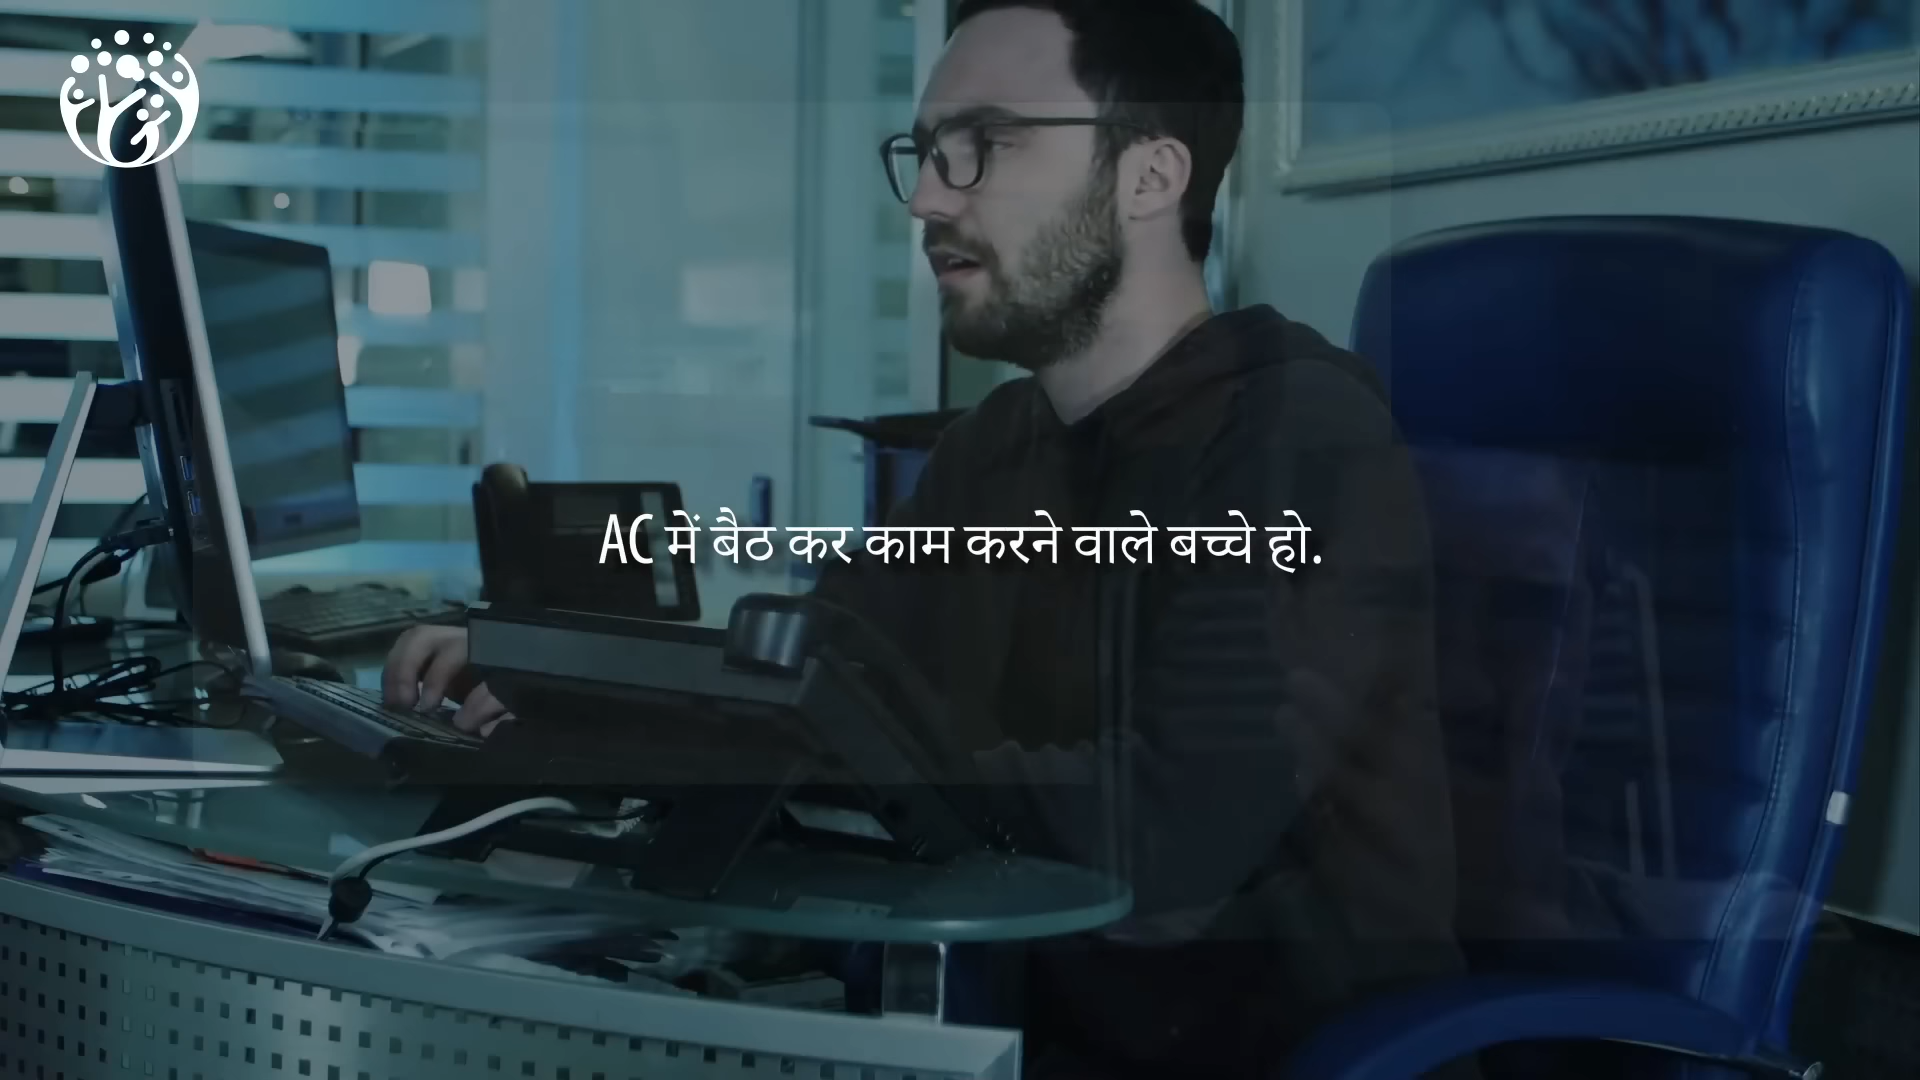 AC में बैठ कर काम करने वाले बच्चे हो.